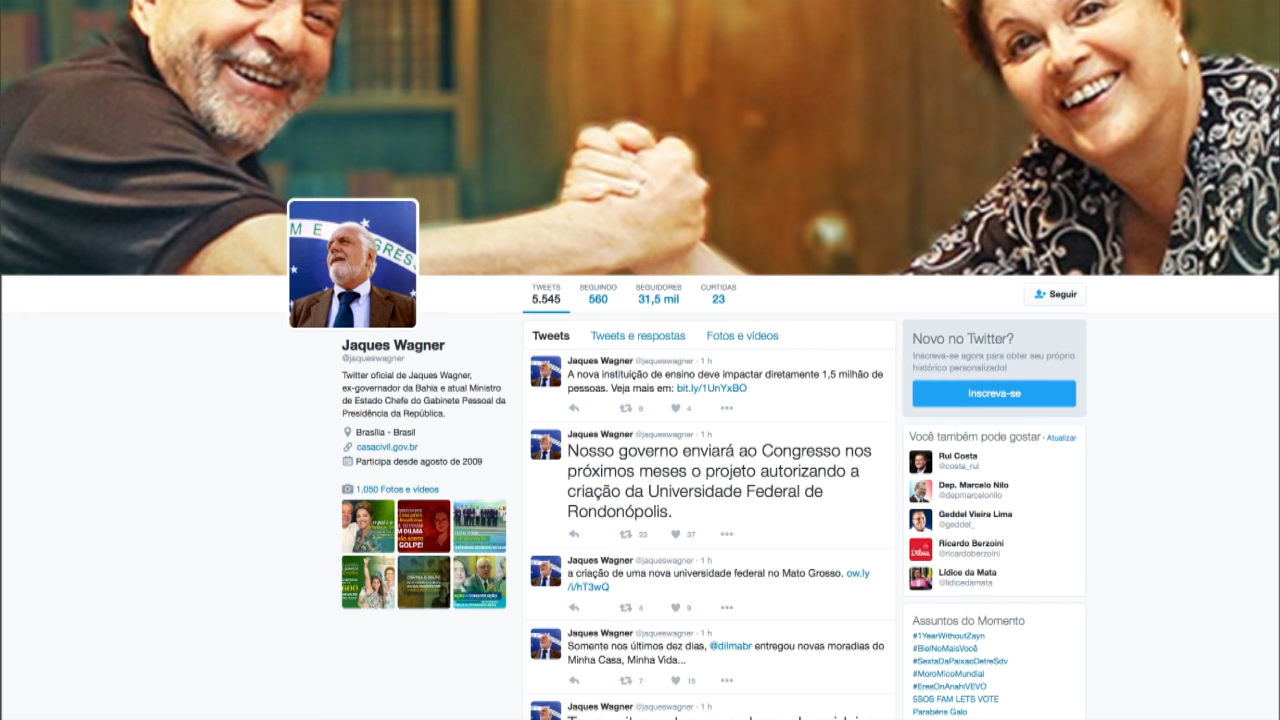 M E
GRESS
TWEETS SEGUINDO SEGUIDORES CURTIDAS
5.545 560 31,5 mil 23
Seguir
Jaques Wagner
@jaqueswagner
Twitter oficial de Jaques Wagner,
ex-governador da Bahia e atual Ministro
de Estado Chefe do Gabinete Pessoal da
Presidência da República.
Brasília - Brasil
casacivil.gov.br
Participa desde agosto de 2009
1.050 Fotos e vídeos
Tweets Tweets e respostas Fotos e vídeos
Jaques Wagner @jaqueswagner · 1 h
A nova instituição de ensino deve impactar diretamente 1,5 milhão de
pessoas. Veja mais em: bit.ly/1UnYxBO
8 4
Jaques Wagner @jaqueswagner · 1 h
Nosso governo enviará ao Congresso nos
próximos meses o projeto autorizando a
criação da Universidade Federal de
Rondonópolis.
23 37
Jaques Wagner @jaqueswagner · 1 h
a criação de uma nova universidade federal no Mato Grosso. ow.ly
/i/hT3wQ
4 9
Jaques Wagner @jaqueswagner · 1 h
Somente nos últimos dez dias, @dilmabr entregou novas moradias do
Minha Casa, Minha Vida...
7 15
Jaques Wagner @jaqueswagner · 1 h
Novo no Twitter?
Inscreva-se agora para obter seu próprio
histórico personalizado!
Inscreva-se
Você também pode gostar · Atualizar
Rui Costa
@costa_rui
Dep. Marcelo Nilo
@depmarcelonilo
Geddel Vieira Lima
@geddel_
Ricardo Berzoini
@ricardoberzoini
Lídice da Mata
@lidicedamata
Assuntos do Momento
#1YearWithoutZayn
#BielNoMaisVocê
#SextaDaPaixaoDetreSdv
#MoroMicoMundial
#EresOnAnahiVEVO
5SOS FAM LETS VOTE
Parabéns Galo